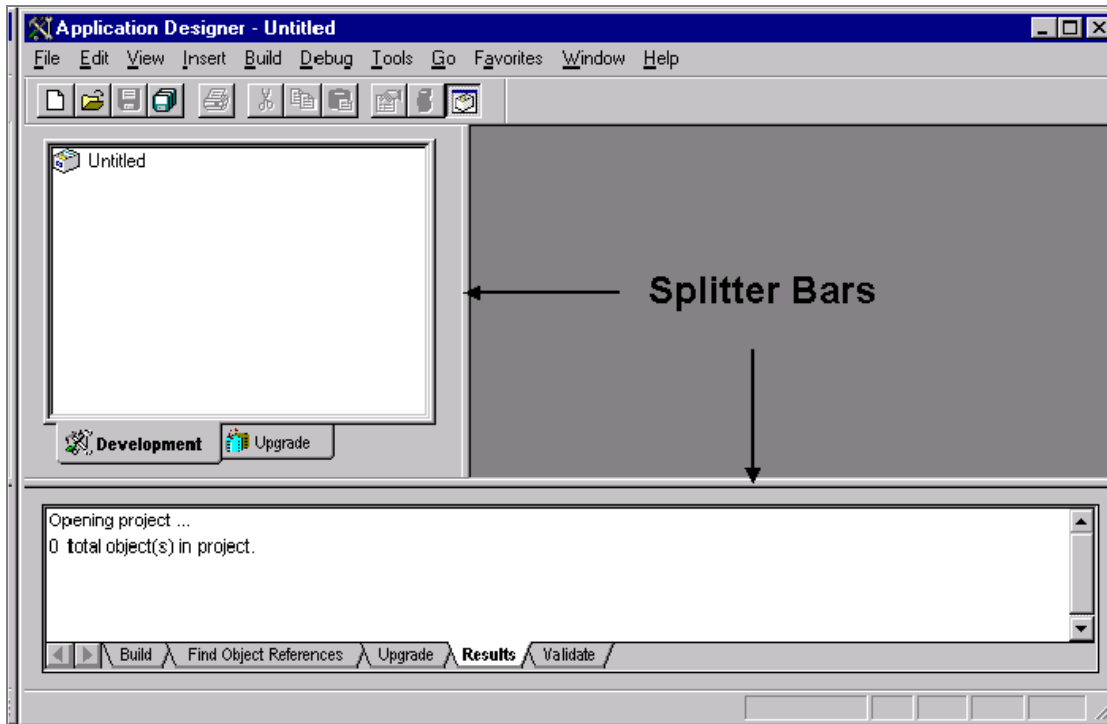 Application Designer - Untitled
File Edit View Insert Build Debug Tools Go Favorites Window Help
Untitled
Splitter Bars
Development Upgrade
Opening project ...
0 total object(s) in project.
Build Find Object References Upgrade Results Validate